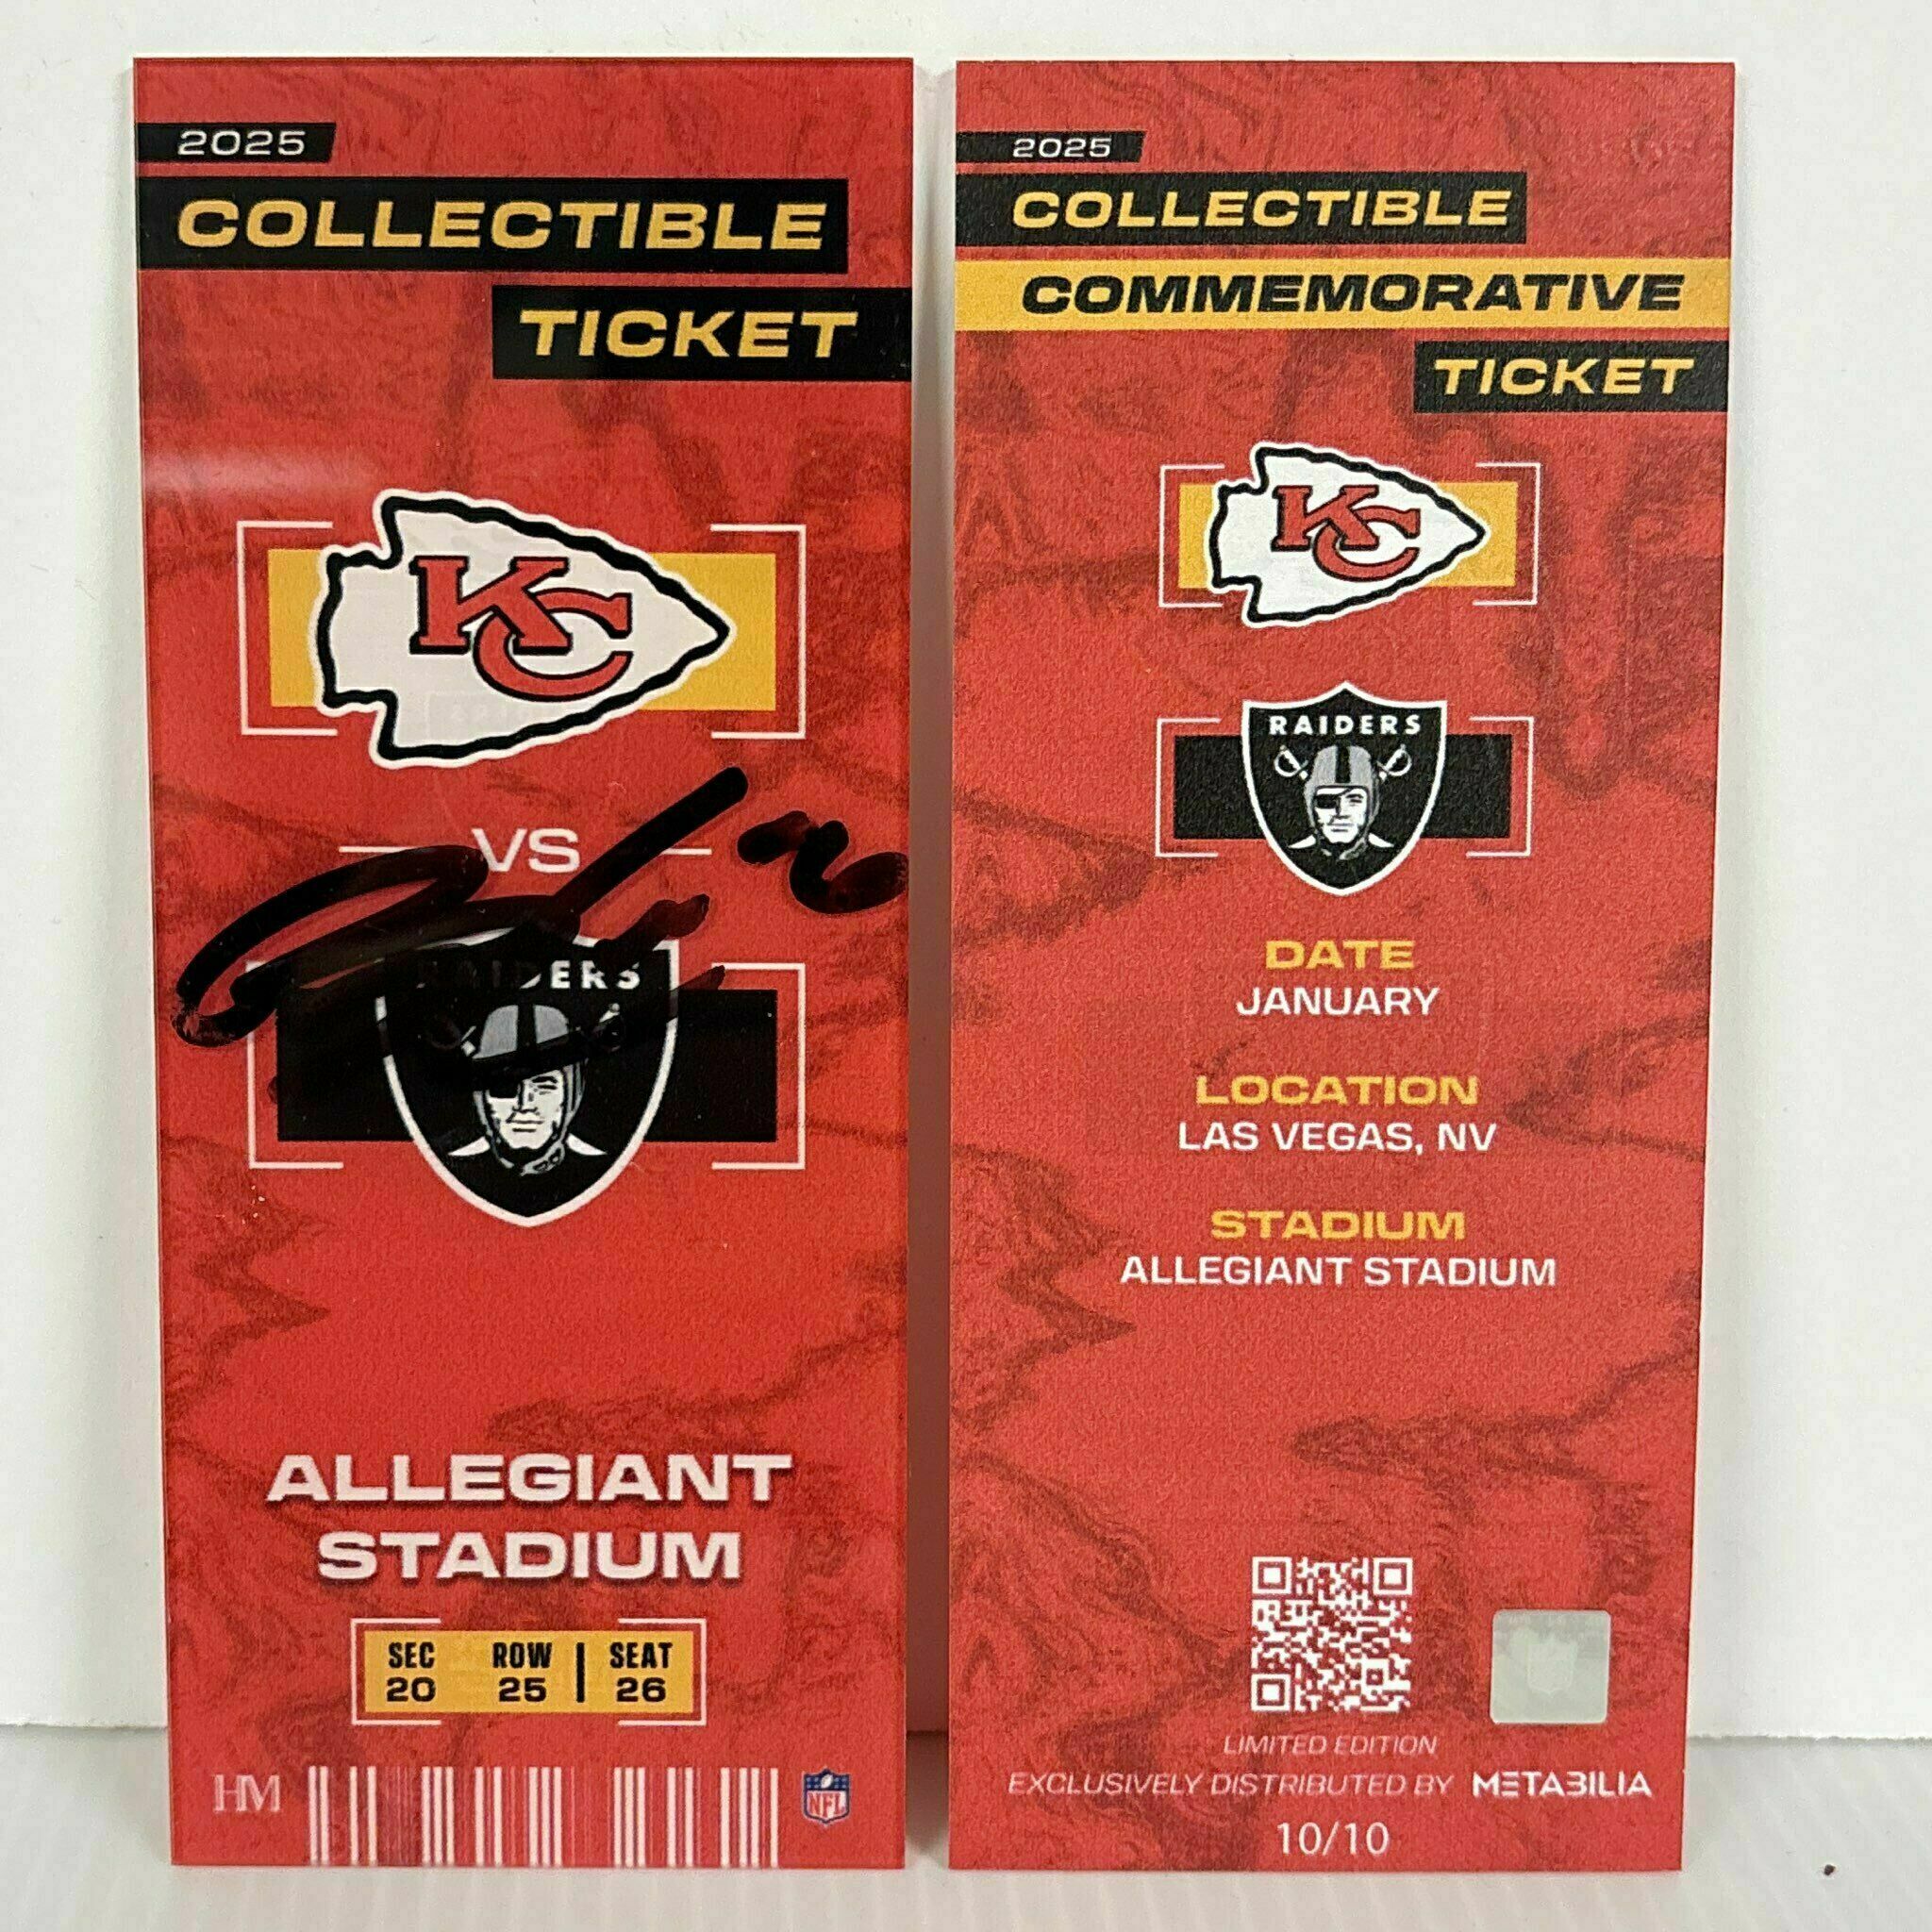 2025
COLLECTIBLE
TICKET
KC
VS
RAIDERS
ALLEGIANT
STADIUM
SEC ROW | SEAT
20 25 26
HM
NFL
2025
COLLECTIBLE
COMMEMORATIVE
TICKET
KC
RAIDERS
DATE
JANUARY
LOCATION
LAS VEGAS, NV
STADIUM
ALLEGIANT STADIUM
LIMITED EDITION
EXCLUSIVELY DISTRIBUTED BY METABILIA
10/10